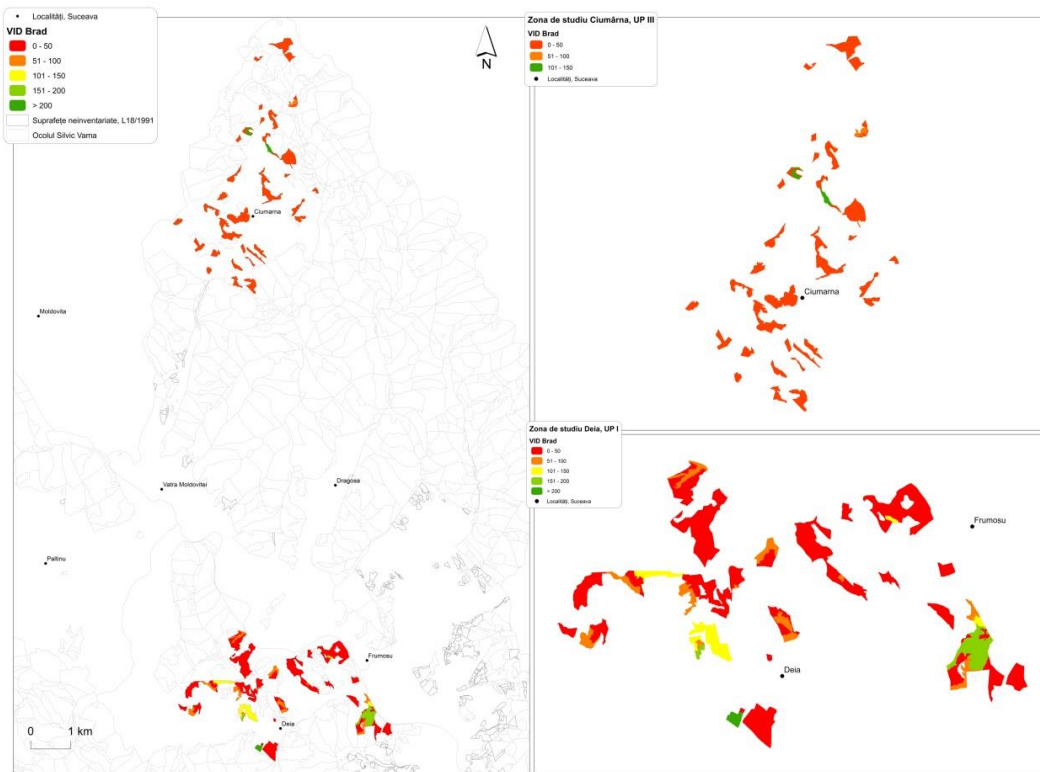 Localități, Suceava
VID Brad
0 - 50
51 - 100
101 - 150
151 - 200
> 200
Suprafețe neinventariate, L18/1991
Ocolul Silvic Vama
N
Ciumarna
Moldovita
Vatra Moldovitei
Dragosa
Paltinu
Frumosu
Deia
0 1 km
Zona de studiu Ciumârna, UP III
VID Brad
0 - 50
51 - 100
101 - 150
Localități, Suceava
Ciumarna
Zona de studiu Deia, UP I
VID Brad
0 - 50
51 - 100
101 - 150
151 - 200
> 200
Localități, Suceava
Frumosu
Deia